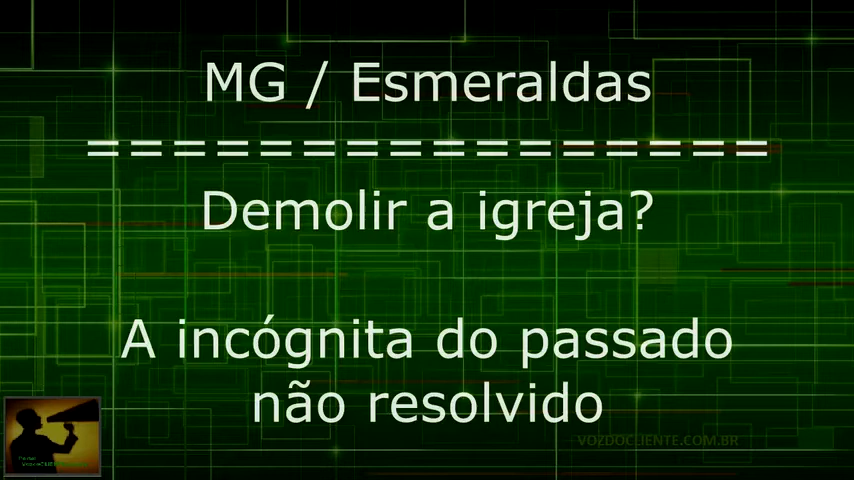 MG / Esmeraldas
================
Demolir a igreja?
A incógnita do passado
não resolvido
VOZDOCLIENTE.COM.BR